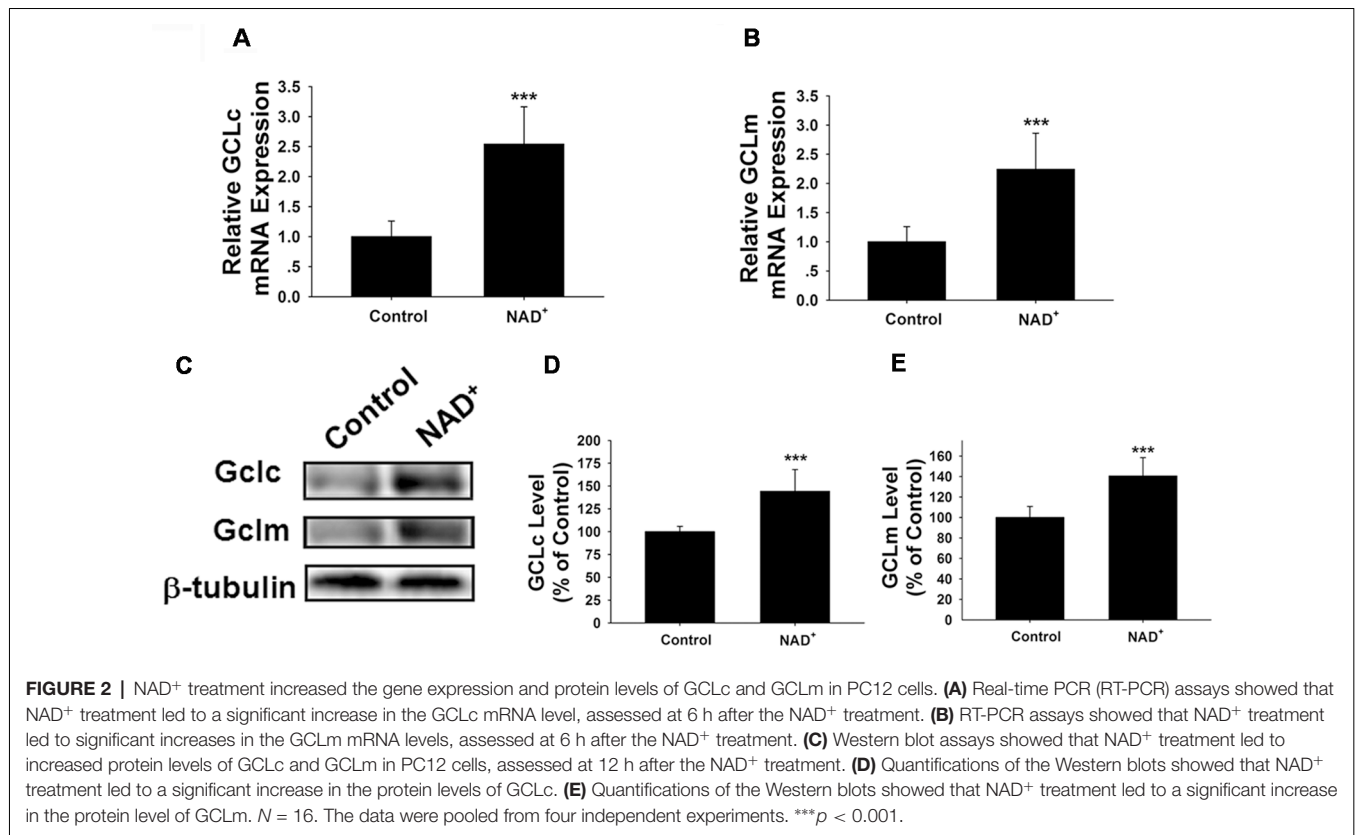 A
Relative GCLc
mRNA Expression
3.5
3.0
2.5
2.0
1.5
1.0
.5
0.0
***
Control
NAD+
B
Relative GCLm
mRNA Expression
3.5
3.0
2.5
2.0
1.5
1.0
.5
0.0
***
Control
NAD+
C
Control
NAD+
Gclc
Gclm
β-tubulin
D
GCLc Level
(% of Control)
200
175
150
125
100
75
50
25
0
***
Control
NAD+
E
GCLm Level
(% of Control)
160
140
120
100
80
60
40
20
0
***
Control
NAD+
FIGURE 2 | NAD+ treatment increased the gene expression and protein levels of GCLc and GCLm in PC12 cells. (A) Real-time PCR (RT-PCR) assays showed that
NAD+ treatment led to a significant increase in the GCLc mRNA level, assessed at 6 h after the NAD+ treatment. (B) RT-PCR assays showed that NAD+ treatment
led to significant increases in the GCLm mRNA levels, assessed at 6 h after the NAD+ treatment. (C) Western blot assays showed that NAD+ treatment led to
increased protein levels of GCLc and GCLm in PC12 cells, assessed at 12 h after the NAD+ treatment. (D) Quantifications of the Western blots showed that NAD+
treatment led to a significant increase in the protein levels of GCLc. (E) Quantifications of the Western blots showed that NAD+ treatment led to a significant increase
in the protein level of GCLm. N = 16. The data were pooled from four independent experiments. ***p < 0.001.